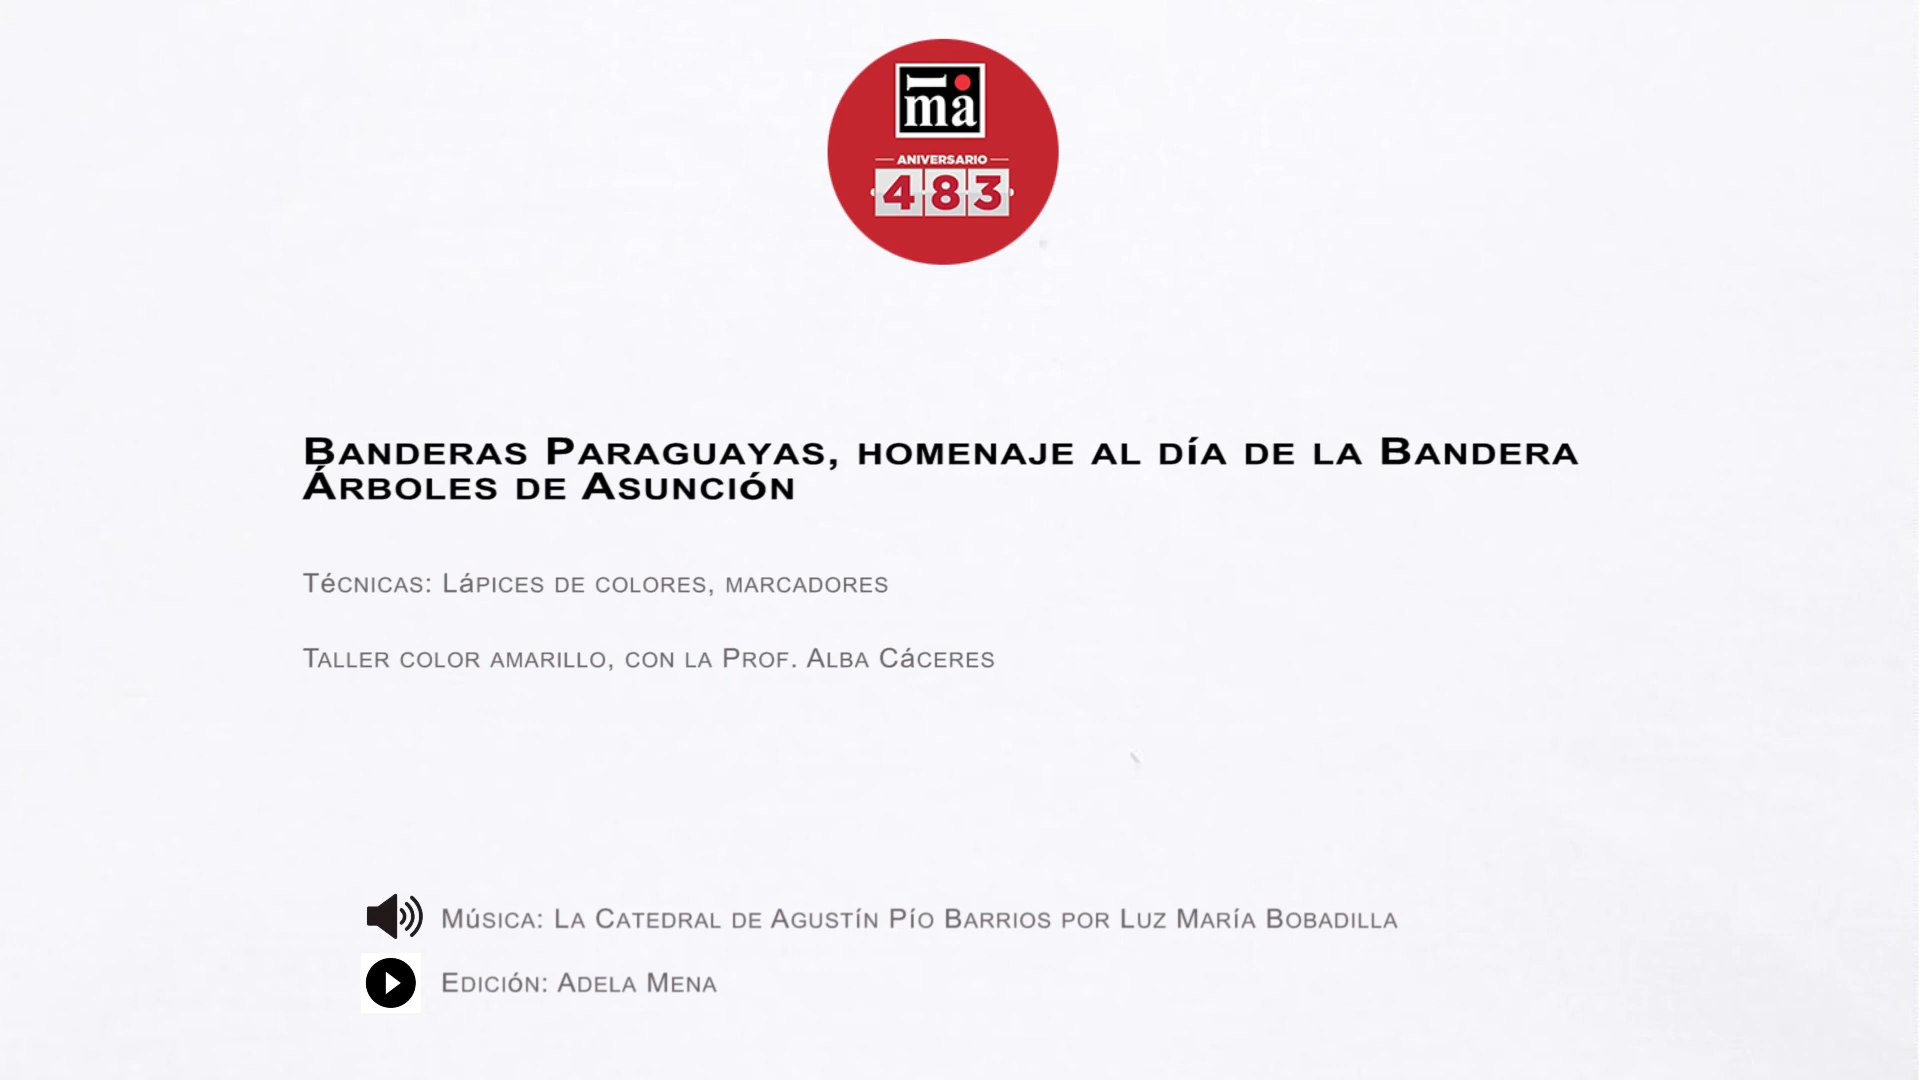 ma
ANIVERSARIO
483
Banderas Paraguayas, homenaje al día de la Bandera
Árboles de Asunción
Técnicas: Lápices de colores, marcadores
Taller color amarillo, con la Prof. Alba Cáceres
Música: La Catedral de Agustín Pío Barrios por Luz María Bobadilla
Edición: Adela Mena